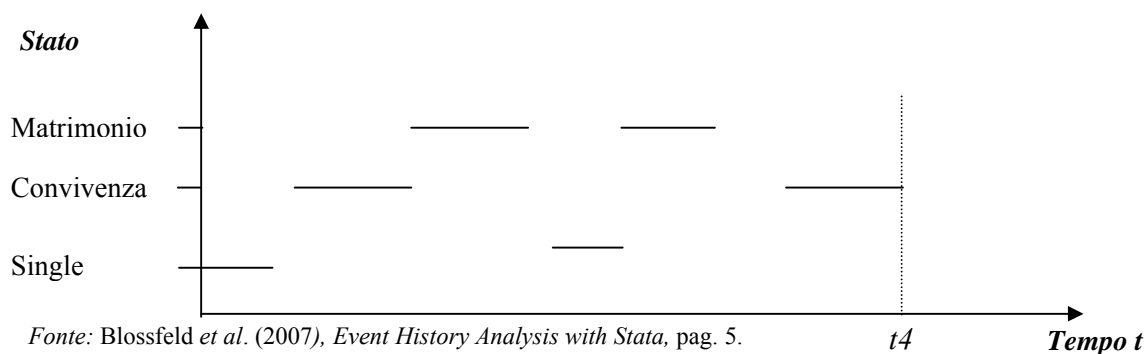 Stato
Matrimonio
Convivenza
Single
Fonte: Blossfeld et al. (2007), Event History Analysis with Stata, pag. 5.
t4
Tempo t